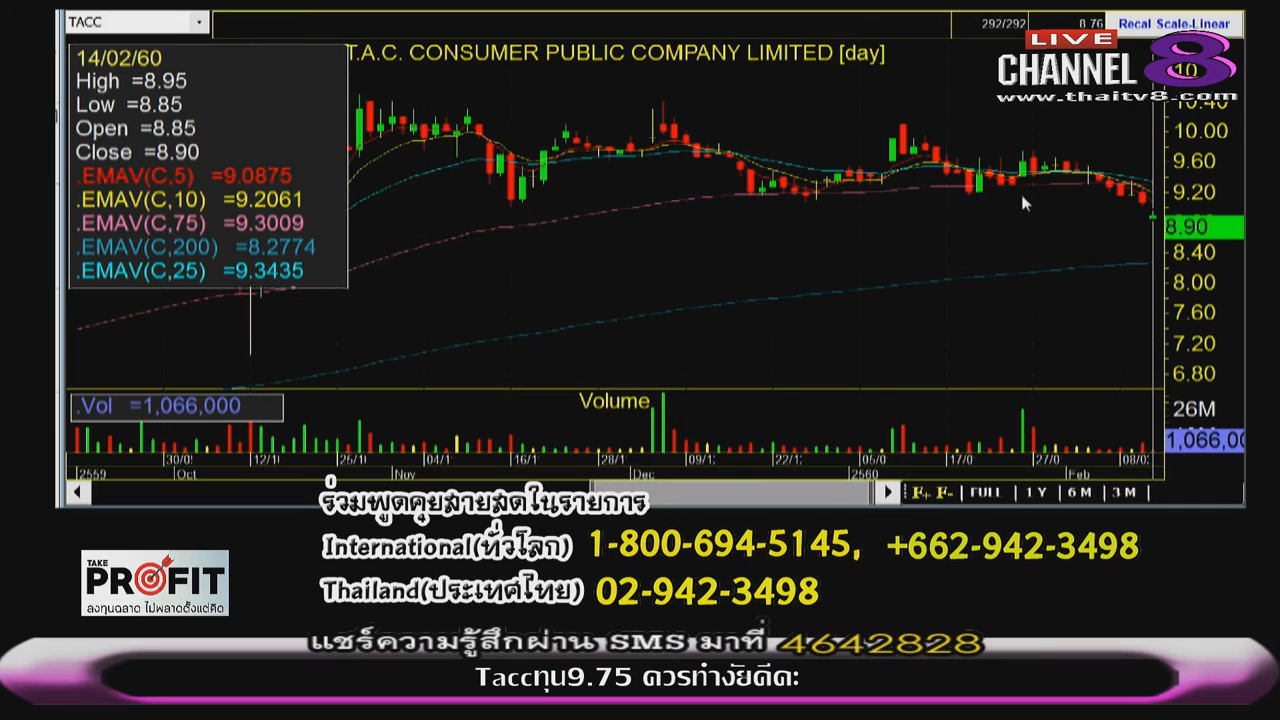 TACC
292/292
8.76
Recal Scale-Linear
14/02/60
High =8.95
Low =8.85
Open =8.85
Close =8.90
.EMAV(C,5) =9.0875
.EMAV(C,10) =9.2061
.EMAV(C,75) =9.3009
.EMAV(C,200) =8.2774
.EMAV(C,25) =9.3435
T.A.C. CONSUMER PUBLIC COMPANY LIMITED [day]
LIVE
CHANNEL 8
www.thaitv8.com
10.40
10.00
9.60
9.20
8.90
8.40
8.00
7.60
7.20
6.80
.Vol =1,066,000
Volume
26M
1,066,00
30/0 12/1 25/1 04/1 16/1 28/1 09/1 22/1 05/0 17/0 27/0 08/0
2559 Oct Nov Dec 2560 Feb
F+ F- FULL 1 Y 6 M 3 M
ร่วมพูดคุยสายสดในรายการ
International(ทั่วโลก) 1-800-694-5145, +662-942-3498
Thailand(ประเทศไทย) 02-942-3498
TAKE
PROFIT
ลงทุนฉลาด ไม่พลาดตั้งแต่คิด
แชร์ความรู้สึกผ่าน SMS มาที่ 4642828
Taccทุน9.75 ควรทำงัยดีคะ